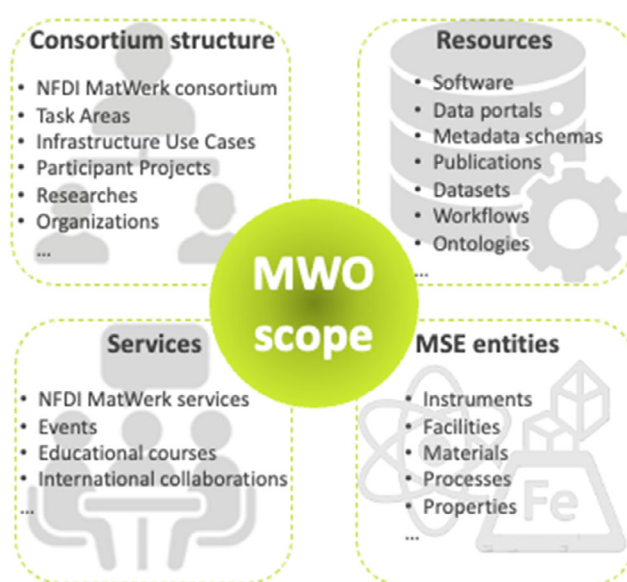 Consortium structure
• NFDI MatWerk consortium
• Task Areas
• Infrastructure Use Cases
• Participant Projects
• Researches
• Organizations
...
Resources
• Software
• Data portals
• Metadata schemas
• Publications
• Datasets
• Workflows
• Ontologies
...
MWO
scope
Services
• NFDI MatWerk services
• Events
• Educational courses
• International collaborations
...
MSE entities
• Instruments
• Facilities
• Materials
• Processes
• Properties
...
Fe